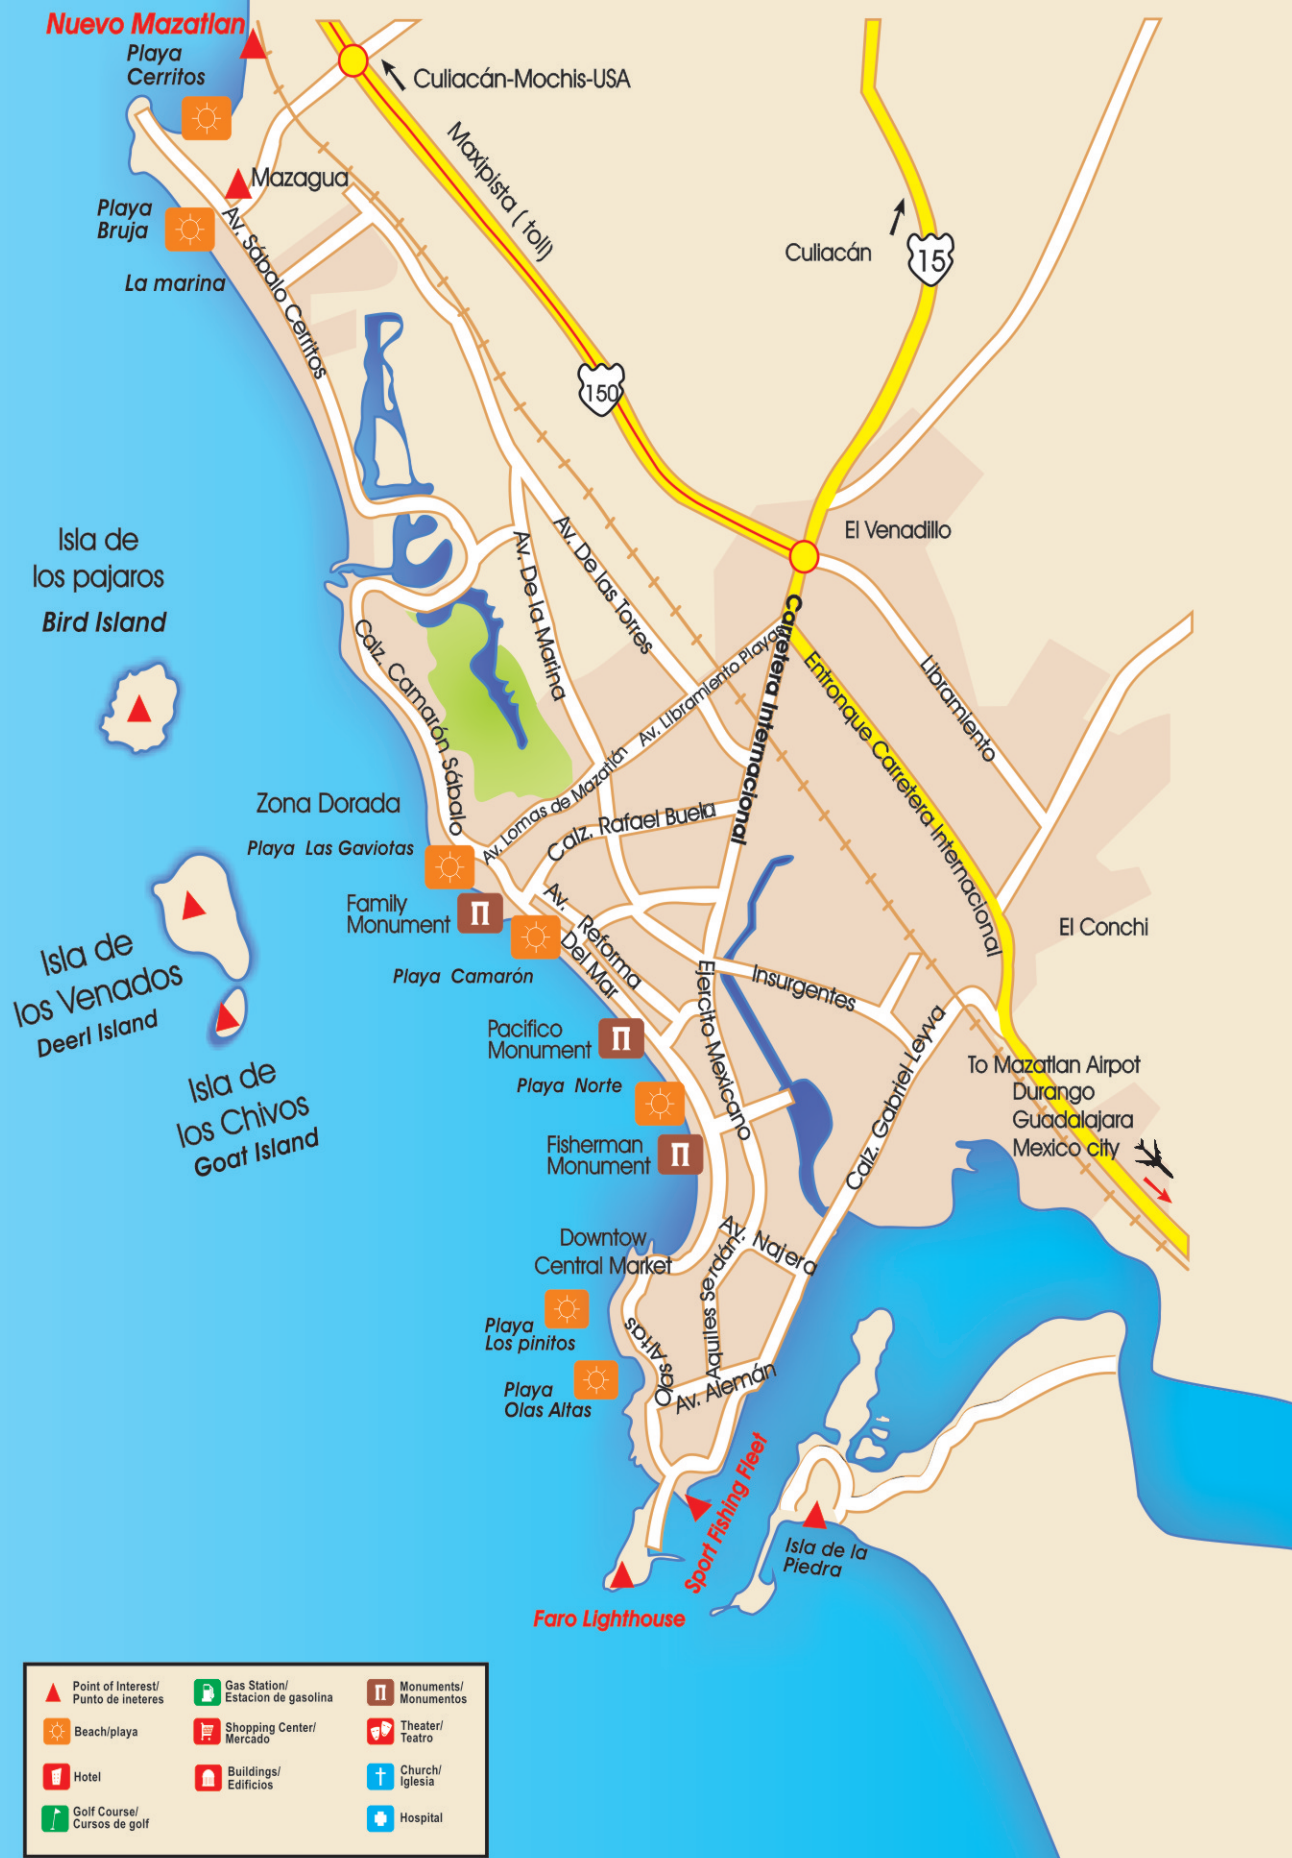 Nuevo Mazatlan
Playa
Cerritos
Culiacán-Mochis-USA
Maxipista ( toll)
Mazagua
Playa
Bruja
Av. Sábalo Cerritos
La marina
Culiacán
15
150
El Venadillo
Isla de
los pajaros
Bird Island
Av. De la Marina
Av. De las Torres
Calz. Camarón Sábalo
Av. Libramiento Playas
Carretera Internacional
Entronque Carretera Internacional
Libramiento
Av. Lomas de Mazatlán
Zona Dorada
Calz. Rafael Buelna
Playa Las Gaviotas
Family
Monument
Av. Reforma
Del Mar
Playa Camarón
El Conchi
Isla de
los Venados
Deerl Island
Insurgentes
Ejercito Mexicano
Pacifico
Monument
Playa Norte
Calz. Gabriel Leyva
To Mazatlan Airpot
Durango
Guadalajara
Mexico city
Isla de
los Chivos
Goat Island
Fisherman
Monument
Av. Najera
Downtow
Central Market
Aquiles Serdán
Playa
Los pinitos
Olas Altas
Playa
Olas Altas
Av. Alemán
Sport Fishing Fleet
Isla de la
Piedra
Faro Lighthouse
Point of Interest/
Punto de ineteres
Gas Station/
Estacion de gasolina
Monuments/
Monumentos
Beach/playa
Shopping Center/
Mercado
Theater/
Teatro
Hotel
Buildings/
Edificios
Church/
Iglesia
Golf Course/
Cursos de golf
Hospital